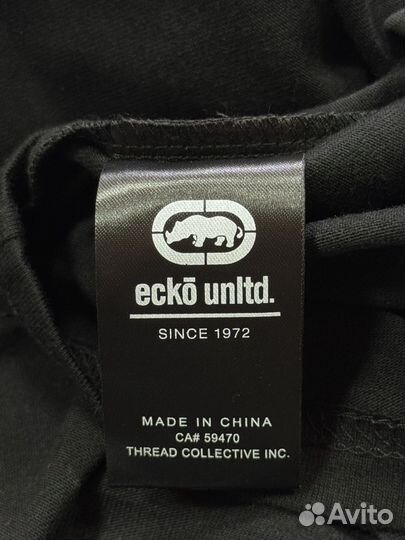 eckō unltd.
SINCE 1972
MADE IN CHINA
CA# 59470
THREAD COLLECTIVE INC.
Avito